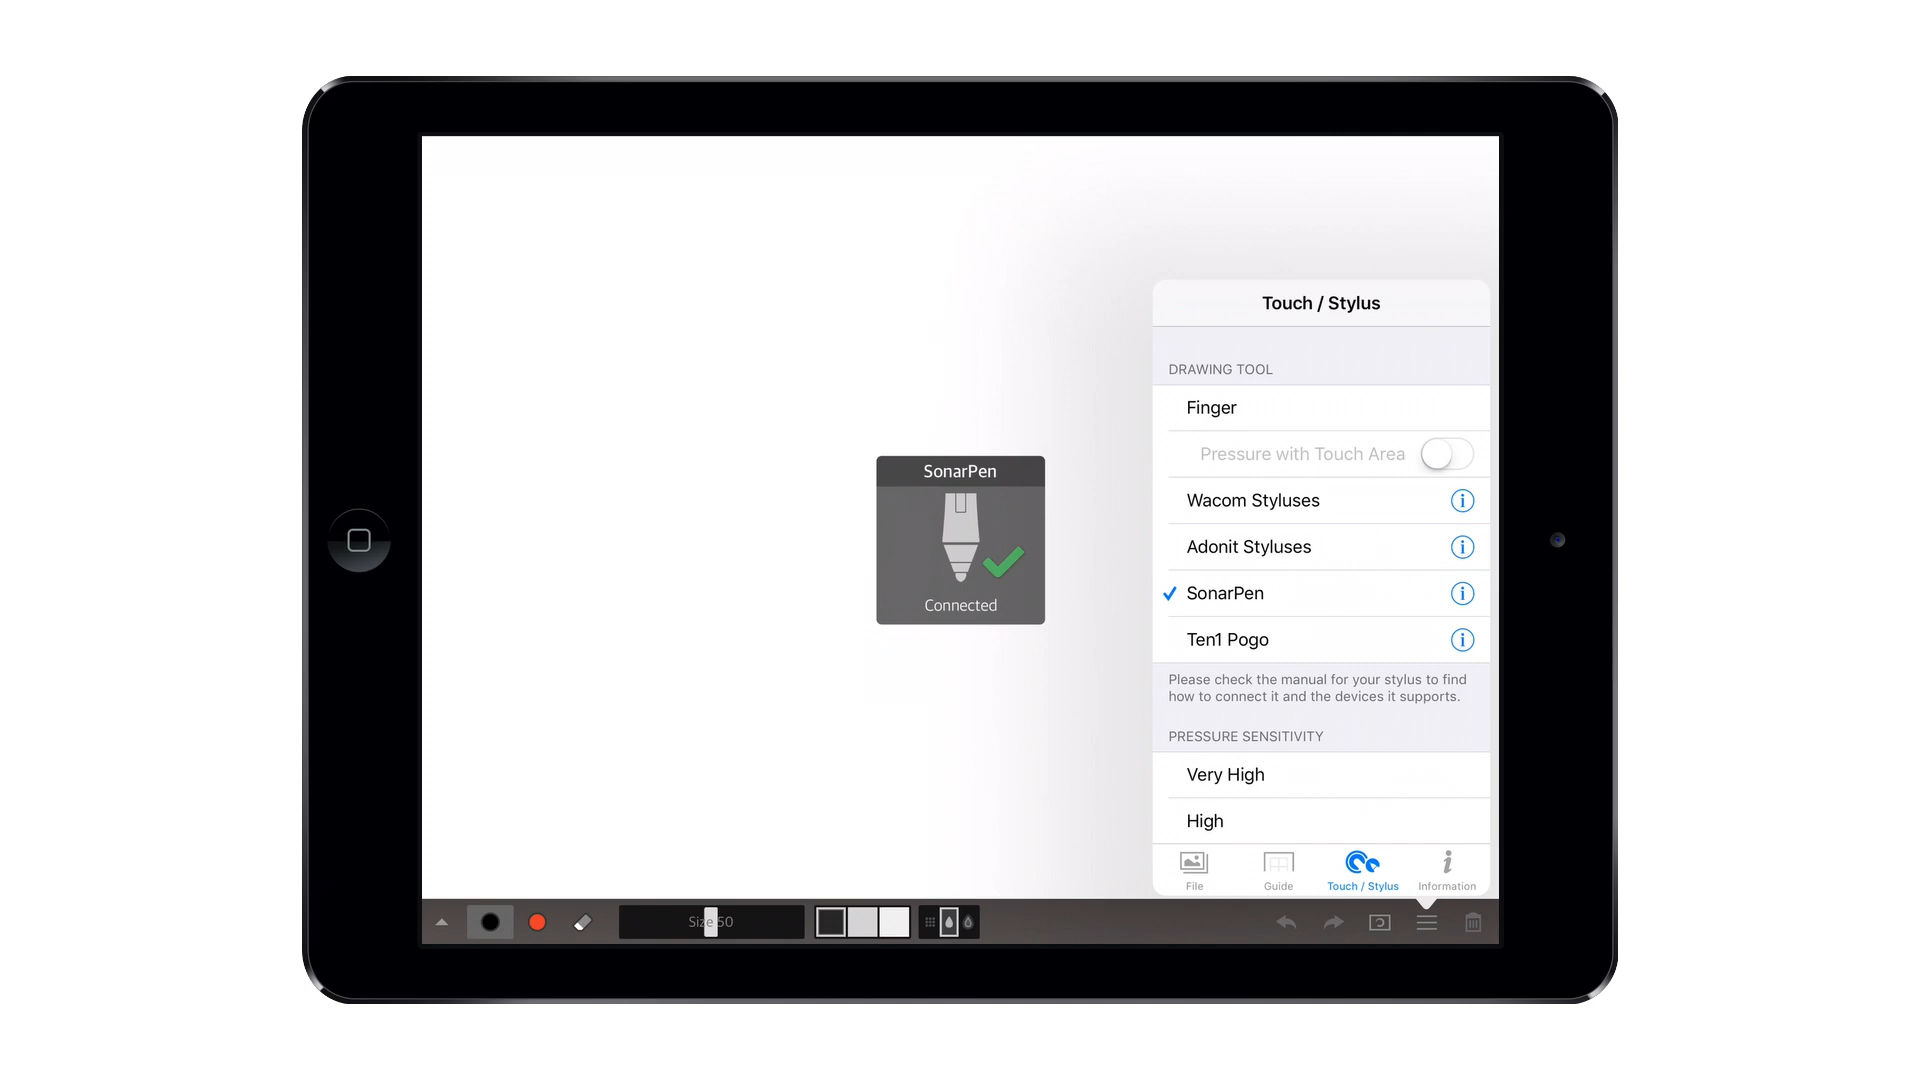 Touch / Stylus
DRAWING TOOL
Finger
Pressure with Touch Area
Wacom Styluses
Adonit Styluses
SonarPen
Ten1 Pogo
Please check the manual for your stylus to find
how to connect it and the devices it supports.
PRESSURE SENSITIVITY
Very High
High
File
Guide
Touch / Stylus
Information
SonarPen
Connected
Size 50